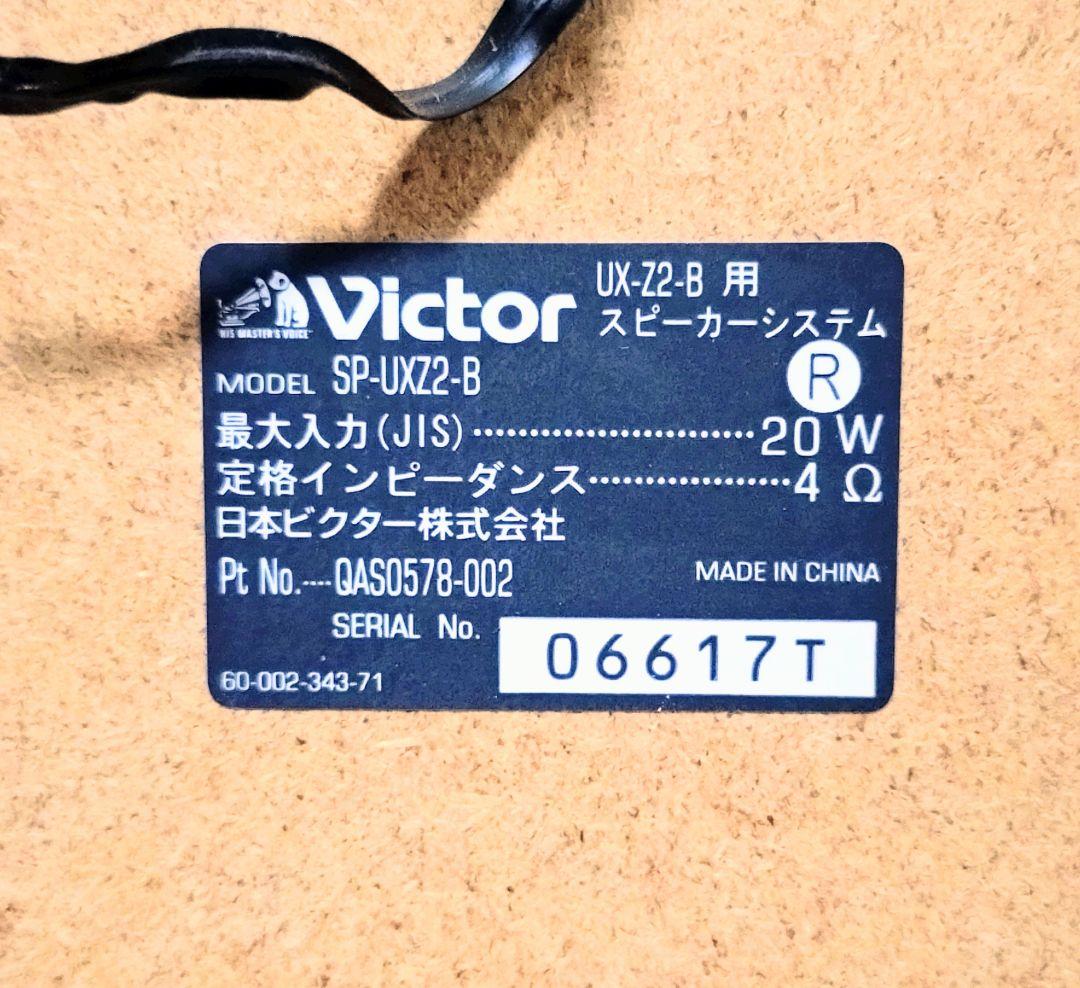 HIS MASTER'S VOICE
Victor
UX-Z2-B 用
スピーカーシステム
MODEL SP-UXZ2-B
R
最大入力(JIS)································20 W
定格インピーダンス························4 Ω
日本ビクター株式会社
Pt No.----QAS0578-002
MADE IN CHINA
SERIAL No. 06617T
60-002-343-71